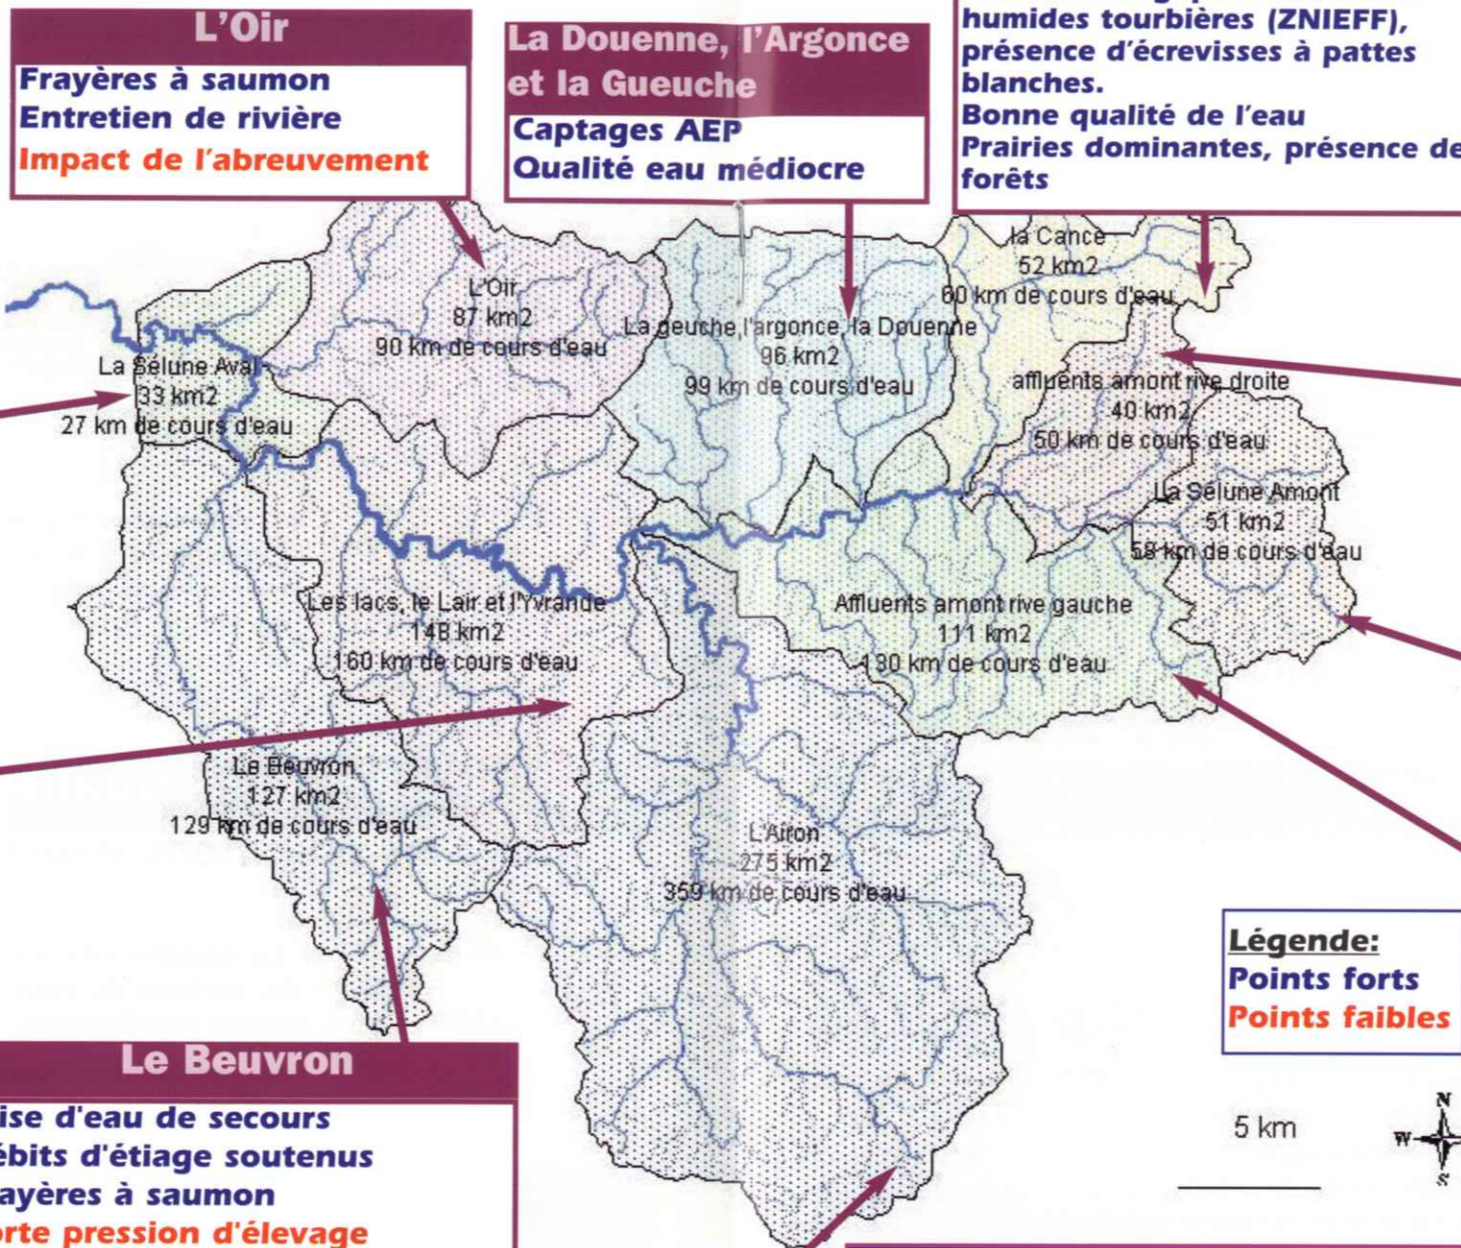 L'Oir
Frayères à saumon
Entretien de rivière
Impact de l'abreuvement
La Douenne, l'Argonce
et la Gueuche
Captages AEP
Qualité eau médiocre
humides tourbières (ZNIEFF),
présence d'écrevisses à pattes
blanches.
Bonne qualité de l'eau
Prairies dominantes, présence de
forêts
la Cance
52 km2
60 km de cours d'eau
L'Oir
87 km2
90 km de cours d'eau
La geuche,l'argonce, la Douenne
96 km2
99 km de cours d'eau
La Sélune Aval
33 km2
27 km de cours d'eau
affluents amont rive droite
40 km2
50 km de cours d'eau
La Sélune Amont
51 km2
58 km de cours d'eau
Les lacs, le Lair et l'Yvrande
148 km2
160 km de cours d'eau
Affluents amont rive gauche
111 km2
130 km de cours d'eau
Le Beuvron
127 km2
129 km de cours d'eau
L'Airon
275 km2
359 km de cours d'eau
Légende:
Points forts
Points faibles
5 km
N
W
S
Le Beuvron
ise d'eau de secours
ébits d'étiage soutenus
ayères à saumon
orte pression d'élevage